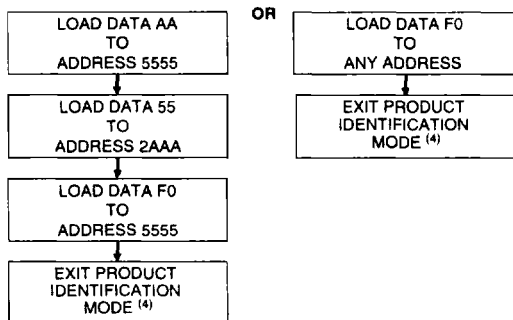 LOAD DATA AA
TO
ADDRESS 5555
LOAD DATA 55
TO
ADDRESS 2AAA
LOAD DATA F0
TO
ADDRESS 5555
EXIT PRODUCT
IDENTIFICATION
MODE (4)
OR
LOAD DATA F0
TO
ANY ADDRESS
EXIT PRODUCT
IDENTIFICATION
MODE (4)